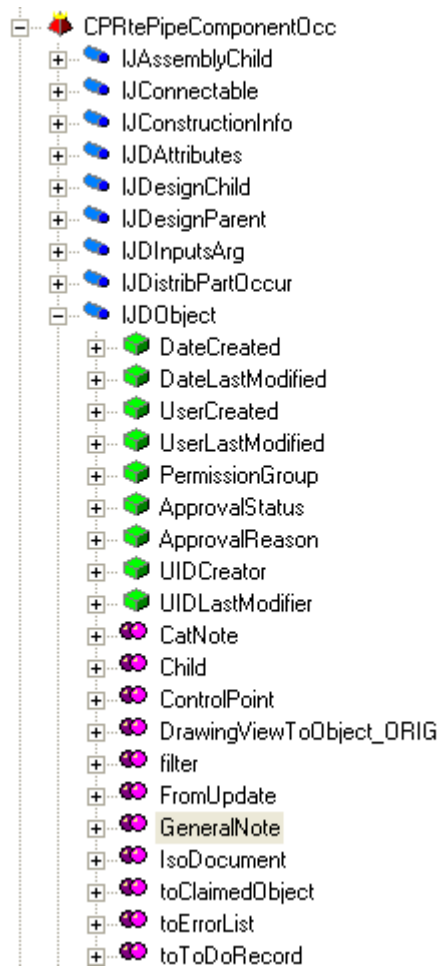 CPRtePipeComponentOcc
IJAssemblyChild
IJConnectable
IJConstructionInfo
IJDAttributes
IJDesignChild
IJDesignParent
IJDInputsArg
IJDistribPartOccur
IJDObject
DateCreated
DateLastModified
UserCreated
UserLastModified
PermissionGroup
ApprovalStatus
ApprovalReason
UIDCreator
UIDLastModifier
CatNote
Child
ControlPoint
DrawingViewToObject_ORIG
filter
FromUpdate
GeneralNote
IsoDocument
toClaimedObject
toErrorList
toToDoRecord